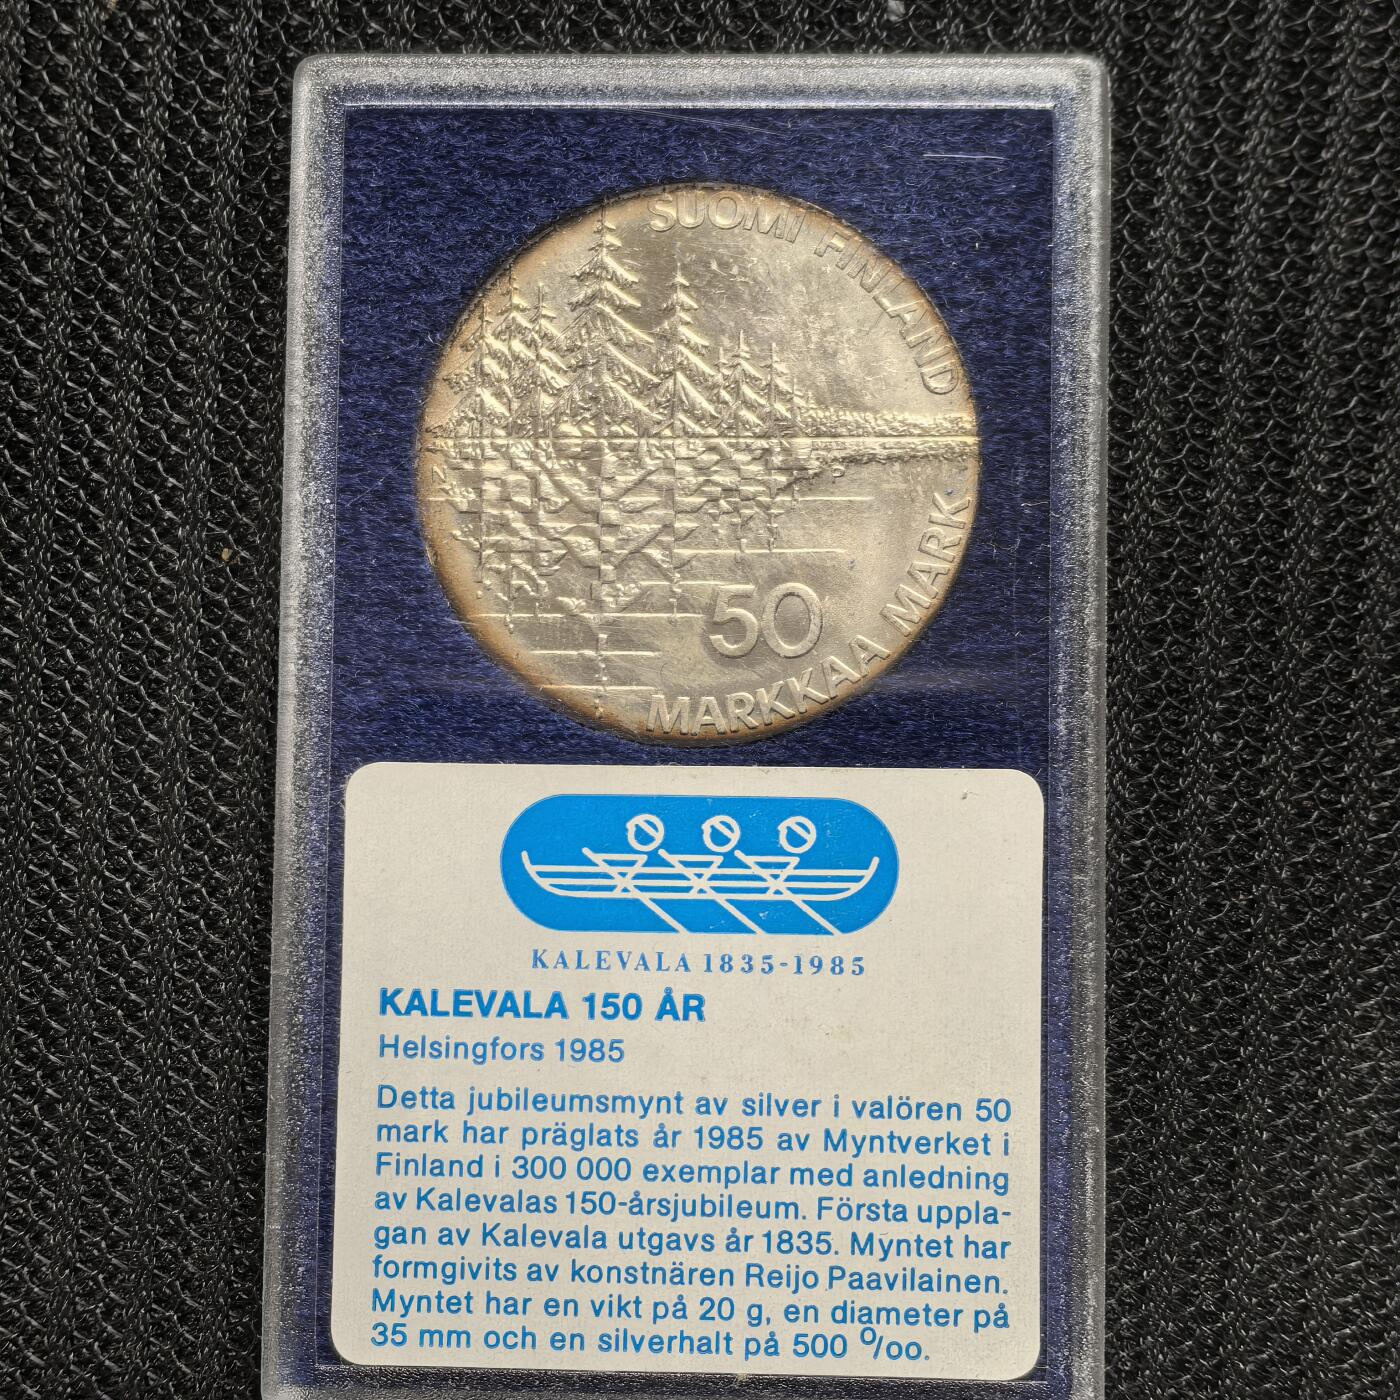 SUOMI FINLAND
50
MARKKAA MARK
KALEVALA 1835-1985
KALEVALA 150 ÅR
Helsingfors 1985
Detta jubileumsmynt av silver i valören 50
mark har präglats år 1985 av Myntverket i
Finland i 300 000 exemplar med anledning
av Kalevalas 150-årsjubileum. Första uppla-
gan av Kalevala utgavs år 1835. Myntet har
formgivits av konstnären Reijo Paavilainen.
Myntet har en vikt på 20 g, en diameter på
35 mm och en silverhalt på 500 º/oo.